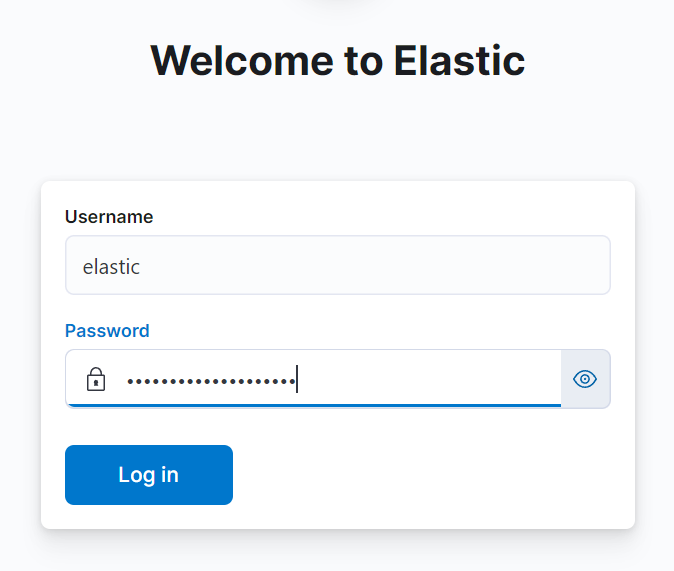 Welcome to Elastic
Username
elastic
Password
••••••••••••••••••••
Log in